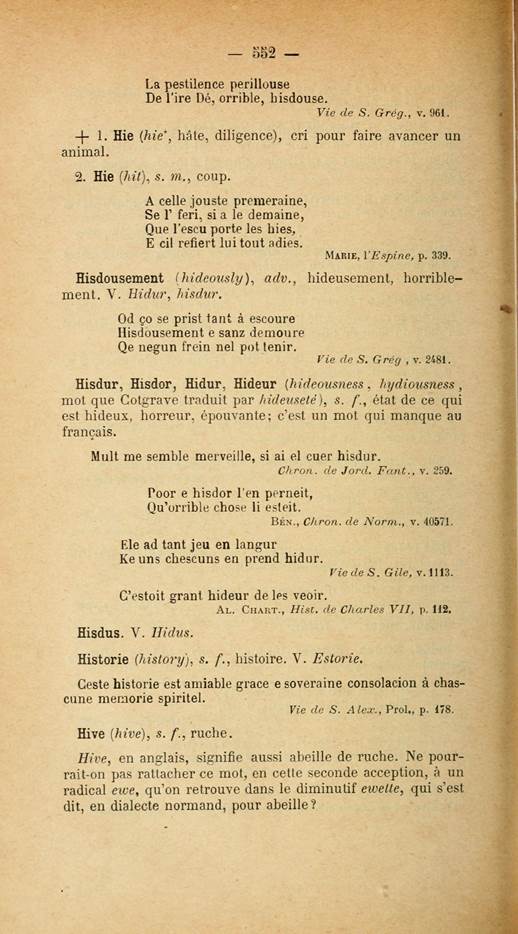 — 552 —
La pestilence perillouse
De l'ire Dé, orrible, hisdouse.
Vie de S. Grég., v. 961.
+ 1. Hie (hie*, hâte, diligence), cri pour faire avancer un
animal.
2. Hie (hit), s. m., coup.
A celle jouste premeraine,
Se l' feri, si a le demaine,
Que l'escu porte les hies,
E cil refiert lui tout adies.
Marie, l'Espine, p. 339.
Hisdousement (hideously), adv., hideusement, horrible-
ment. V. Hidur, hisdur.
Od ço se prist tant à escoure
Hisdousement e sanz demoure
Qe negun frein nel pot tenir.
Vie de S. Grég , v. 2481.
Hisdur, Hisdor, Hidur, Hideur (hideousness, hydiousness,
mot que Cotgrave traduit par hideuseté), s. f., état de ce qui
est hideux, horreur, épouvante; c'est un mot qui manque au
français.
Mult me semble merveille, si ai el cuer hisdur.
Chron. de Jord. Fant., v. 259.
Poor e hisdor l'en perneit,
Qu'orrible chose li esteit.
Bén., Chron. de Norm., v. 40571.
Ele ad tant jeu en langur
Ke uns chescuns en prend hidur.
Vie de S. Gile, v. 1113.
C'estoit grant hideur de les veoir.
Al. Chart., Hist. de Charles VII, p. 112.
Hisdus. V. Hidus.
Historie (history), s. f., histoire. V. Estorie.
Ceste historie est amiable grace e soveraine consolacion à chas-
cune memorie spiritel.
Vie de S. Alex., Prol., p. 178.
Hive (hive), s. f., ruche.
Hive, en anglais, signifie aussi abeille de ruche. Ne pour-
rait-on pas rattacher ce mot, en cette seconde acception, à un
radical ewe, qu'on retrouve dans le diminutif ewette, qui s'est
dit, en dialecte normand, pour abeille?